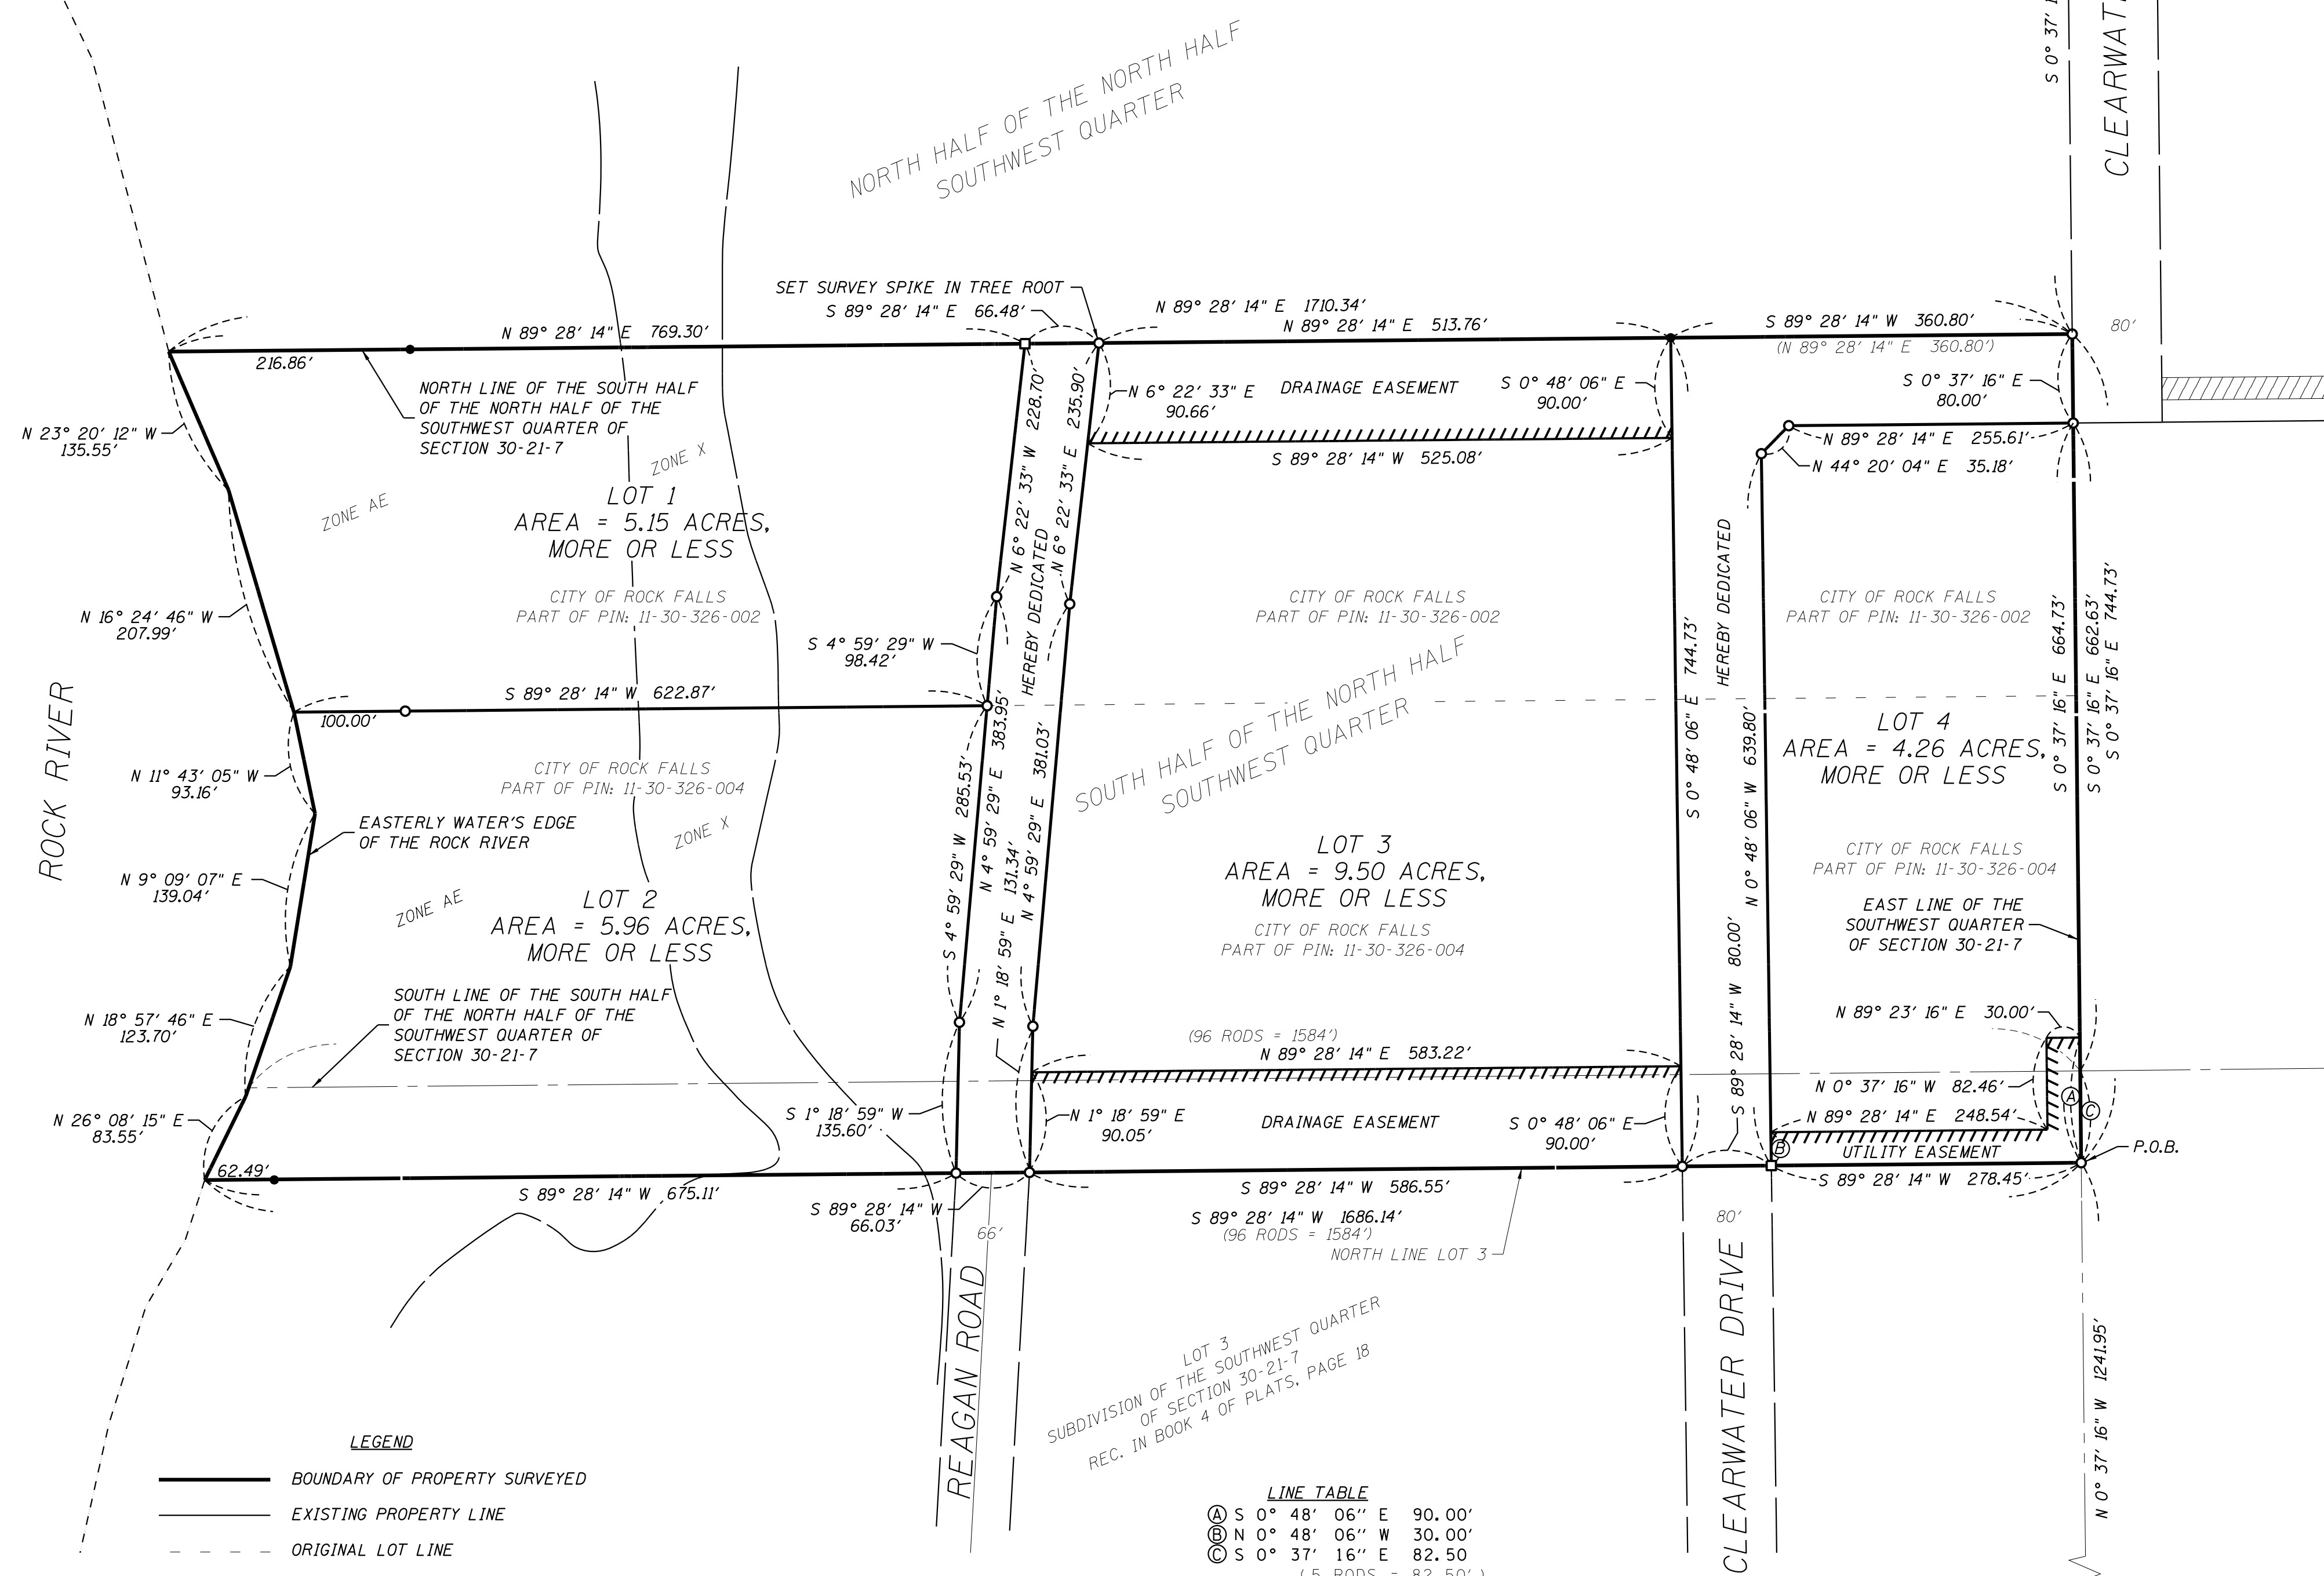 S 0° 37′ 1
CLEARWAT
NORTH HALF OF THE NORTH HALF
SOUTHWEST QUARTER
SET SURVEY SPIKE IN TREE ROOT
S 89° 28′ 14" E 66.48′
N 89° 28′ 14" E 769.30′
216.86′
N 89° 28′ 14" E 1710.34′
N 89° 28′ 14" E 513.76′
S 89° 28′ 14" W 360.80′
(N 89° 28′ 14" E 360.80′)
80′
NORTH LINE OF THE SOUTH HALF
OF THE NORTH HALF OF THE
SOUTHWEST QUARTER OF
SECTION 30-21-7
N 6° 22′ 33" W 228.70′
N 6° 22′ 33" E 235.90′
N 6° 22′ 33" E
90.66′
DRAINAGE EASEMENT
S 0° 48′ 06" E
90.00′
S 0° 37′ 16" E
80.00′
N 23° 20′ 12" W
135.55′
ZONE X
ZONE AE
S 89° 28′ 14" W 525.08′
N 89° 28′ 14" E 255.61′
N 44° 20′ 04" E 35.18′
LOT 1
AREA = 5.15 ACRES,
MORE OR LESS
CITY OF ROCK FALLS
PART OF PIN: 11-30-326-002
HEREBY DEDICATED
CITY OF ROCK FALLS
PART OF PIN: 11-30-326-002
HEREBY DEDICATED
CITY OF ROCK FALLS
PART OF PIN: 11-30-326-002
N 16° 24′ 46" W
207.99′
S 4° 59′ 29" W
98.42′
S 0° 48′ 06" E 744.73′
S 0° 37′ 16" E 664.73′
S 0° 37′ 16" E 662.63′
S 0° 37′ 16" E 744.73′
ROCK RIVER
S 89° 28′ 14" W 622.87′
100.00′
SOUTH HALF OF THE NORTH HALF
SOUTHWEST QUARTER
LOT 4
AREA = 4.26 ACRES,
MORE OR LESS
N 11° 43′ 05" W
93.16′
CITY OF ROCK FALLS
PART OF PIN: 11-30-326-004
S 4° 59′ 29" W 285.53′
N 4° 59′ 29" E 383.95′
N 4° 59′ 29" E 381.03′
N 1° 18′ 59" E 131.34′
N 0° 48′ 06" W 639.80′
EASTERLY WATER'S EDGE
OF THE ROCK RIVER
ZONE X
LOT 3
AREA = 9.50 ACRES,
MORE OR LESS
CITY OF ROCK FALLS
PART OF PIN: 11-30-326-004
CITY OF ROCK FALLS
PART OF PIN: 11-30-326-004
N 9° 09′ 07" E
139.04′
ZONE AE
LOT 2
AREA = 5.96 ACRES,
MORE OR LESS
EAST LINE OF THE
SOUTHWEST QUARTER
OF SECTION 30-21-7
S 89° 28′ 14" W 80.00′
SOUTH LINE OF THE SOUTH HALF
OF THE NORTH HALF OF THE
SOUTHWEST QUARTER OF
SECTION 30-21-7
N 18° 57′ 46" E
123.70′
(96 RODS = 1584′)
N 89° 28′ 14" E 583.22′
N 89° 23′ 16" E 30.00′
N 0° 37′ 16" W 82.46′
A
C
N 89° 28′ 14" E 248.54′
N 26° 08′ 15" E
83.55′
S 1° 18′ 59" W
135.60′
N 1° 18′ 59" E
90.05′
DRAINAGE EASEMENT
S 0° 48′ 06" E
90.00′
B
UTILITY EASEMENT
P.O.B.
62.49′
S 89° 28′ 14" W 675.11′
S 89° 28′ 14" W
66.03′
S 89° 28′ 14" W 586.55′
S 89° 28′ 14" W 278.45′
S 89° 28′ 14" W 1686.14′
(96 RODS = 1584′)
NORTH LINE LOT 3
66′
80′
REAGAN ROAD
CLEARWATER DRIVE
N 0° 37′ 16" W 1241.95′
LOT 3
SUBDIVISION OF THE SOUTHWEST QUARTER
OF SECTION 30-21-7
REC. IN BOOK 4 OF PLATS, PAGE 18
LEGEND
BOUNDARY OF PROPERTY SURVEYED
EXISTING PROPERTY LINE
ORIGINAL LOT LINE
LINE TABLE
A S 0° 48′ 06″ E 90.00′
B N 0° 48′ 06″ W 30.00′
C S 0° 37′ 16″ E 82.50
( 5 RODS = 82.50′)